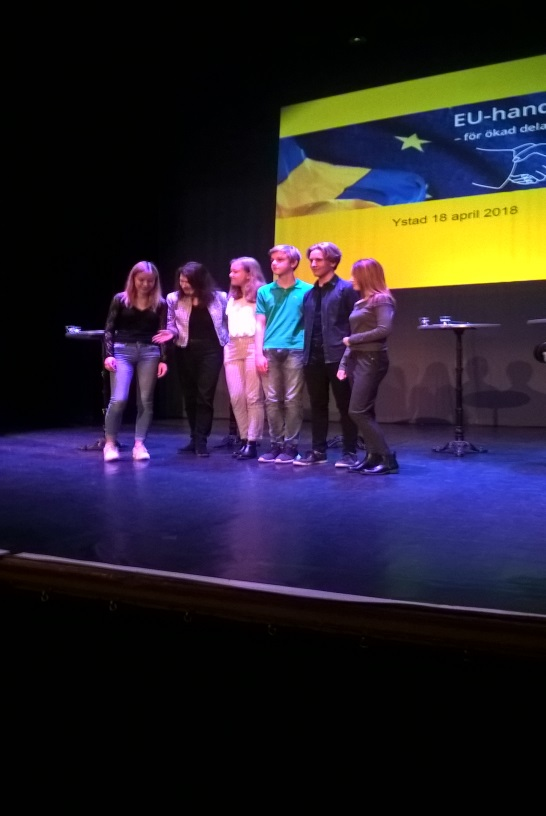 EU-hand
– för ökad dela
Ystad 18 april 2018